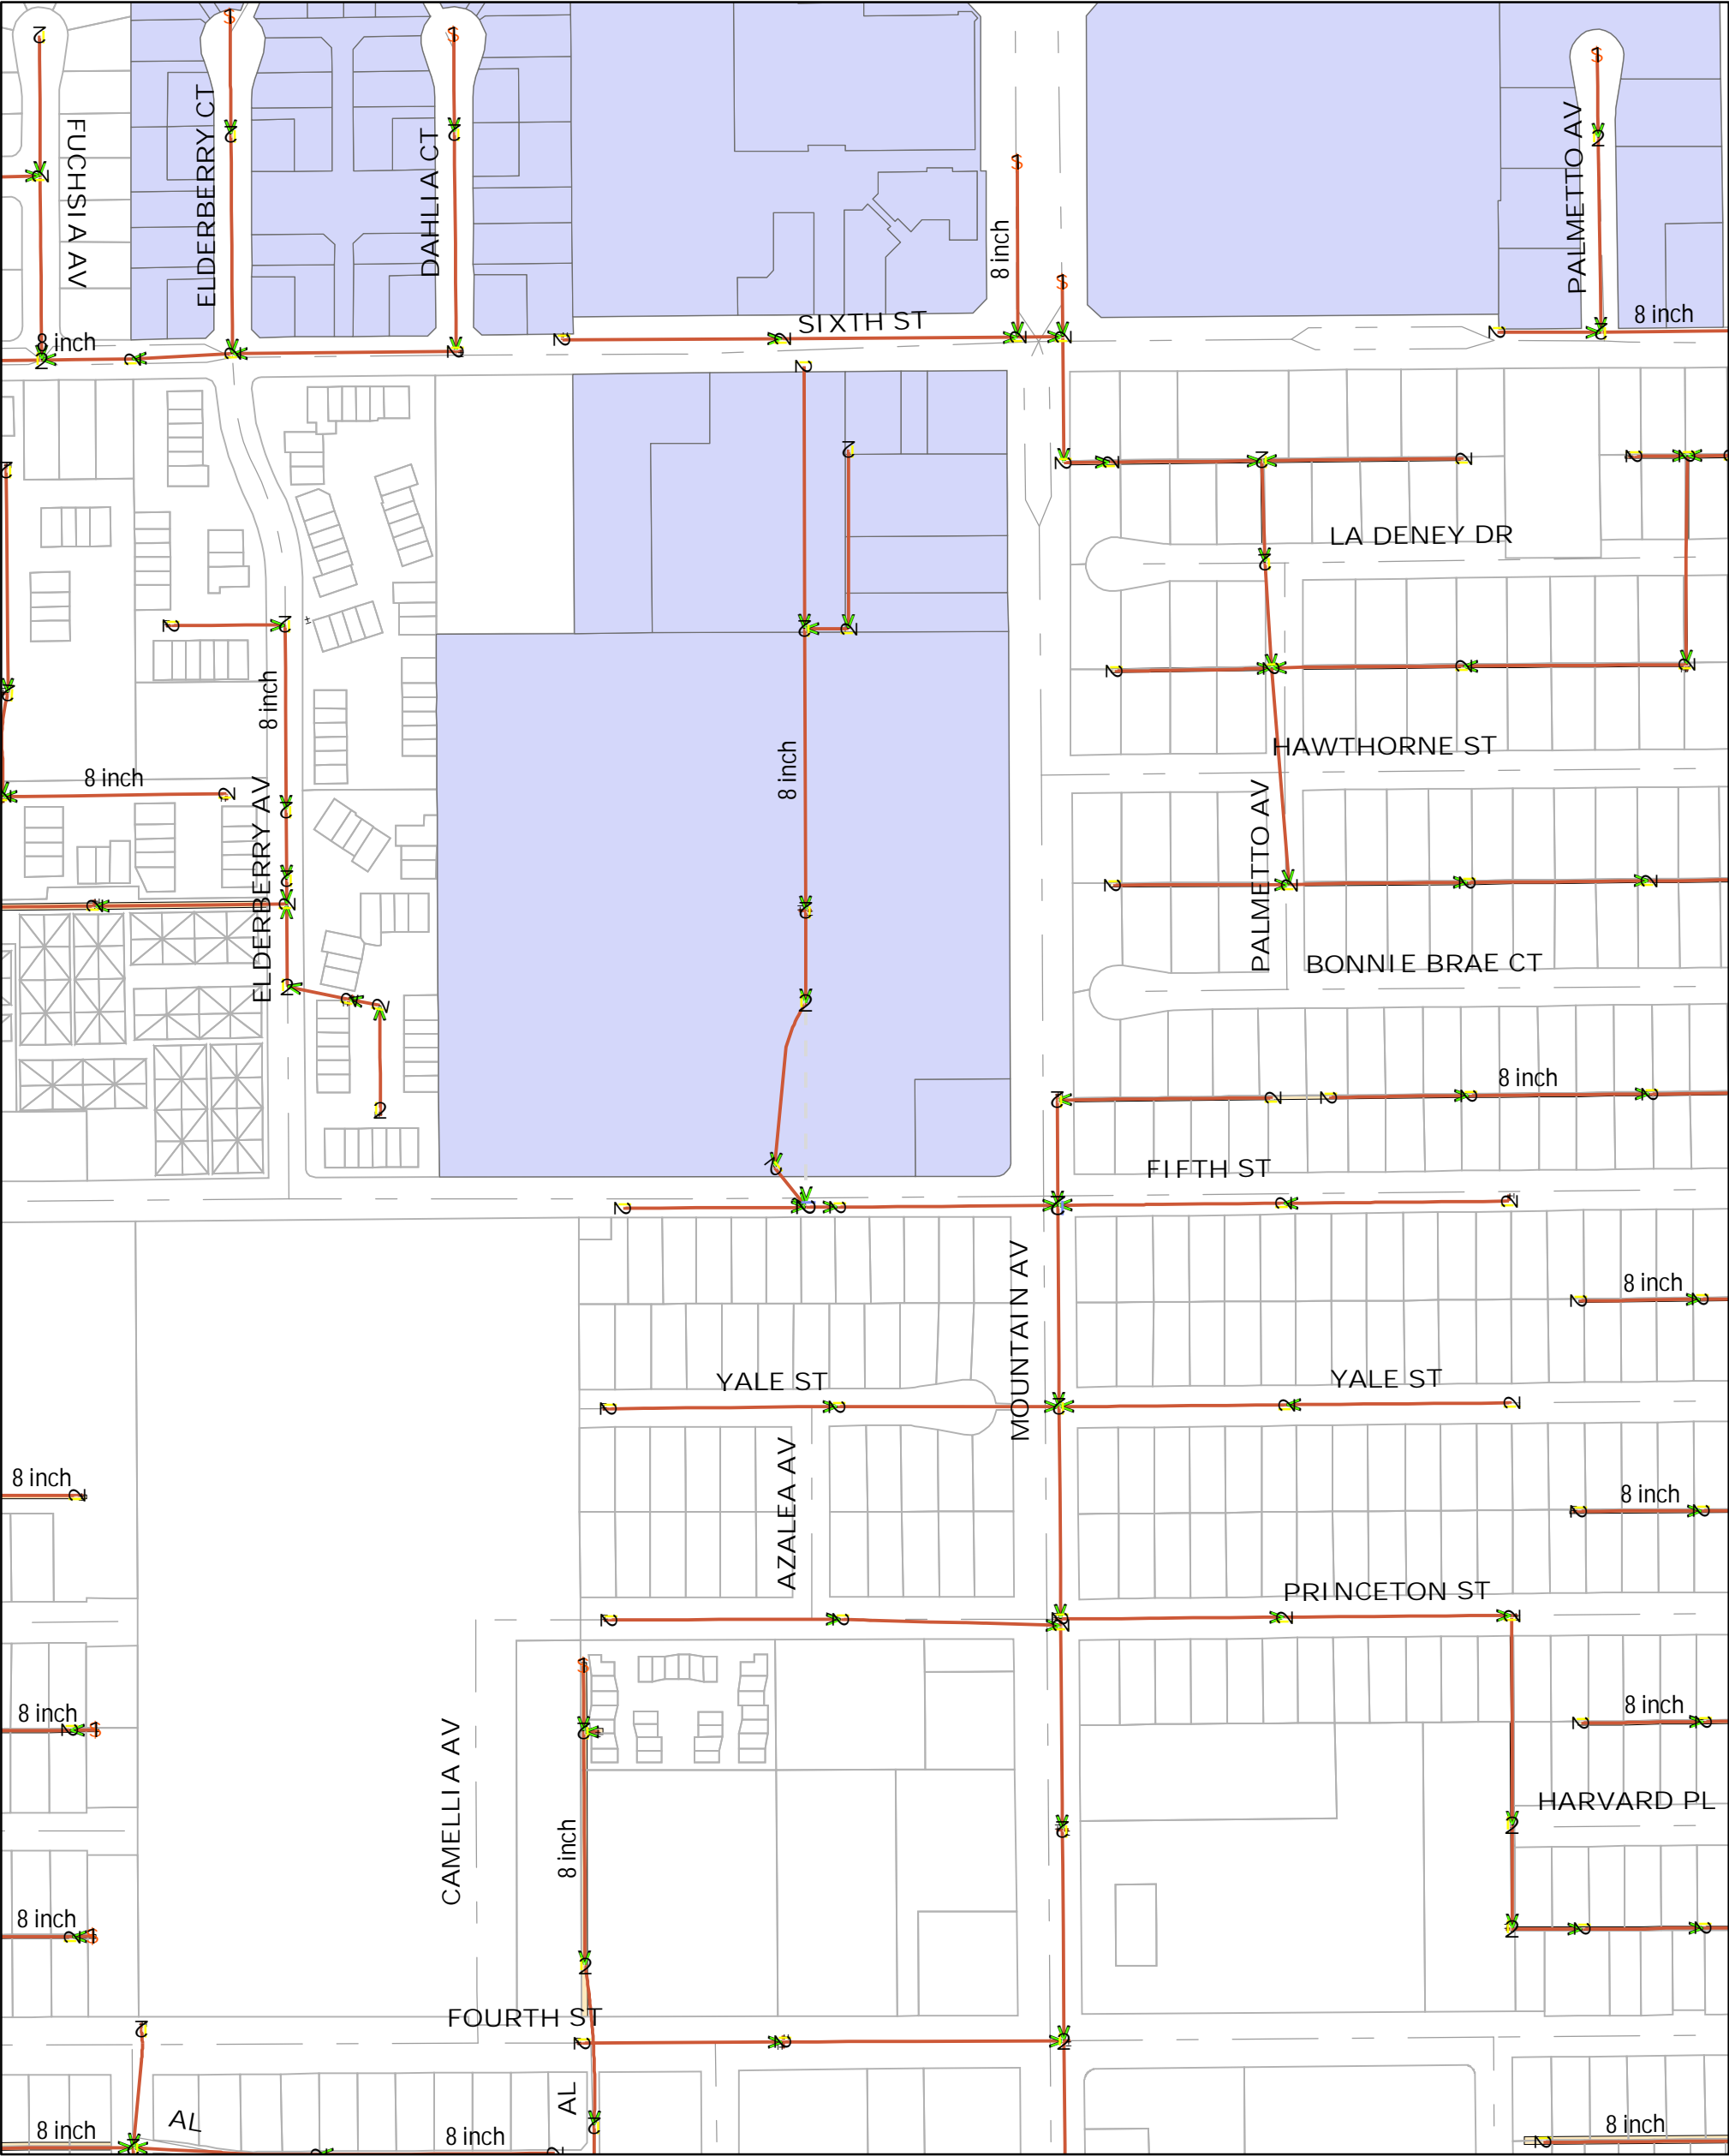 FUCHSIA AV
ELDERBERRY CT
DAHLIA CT
8 inch
PALMETTO AV
8 inch
SIXTH ST
8 inch
LA DENEY DR
8 inch
8 inch
HAWTHORNE ST
8 inch
ELDERBERRY AV
PALMETTO AV
BONNIE BRAE CT
8 inch
FIFTH ST
MOUNTAIN AV
8 inch
YALE ST
YALE ST
AZALEA AV
8 inch
8 inch
PRINCETON ST
8 inch
8 inch
CAMELLIA AV
8 inch
HARVARD PL
8 inch
FOURTH ST
AL
AL
8 inch
8 inch
8 inch